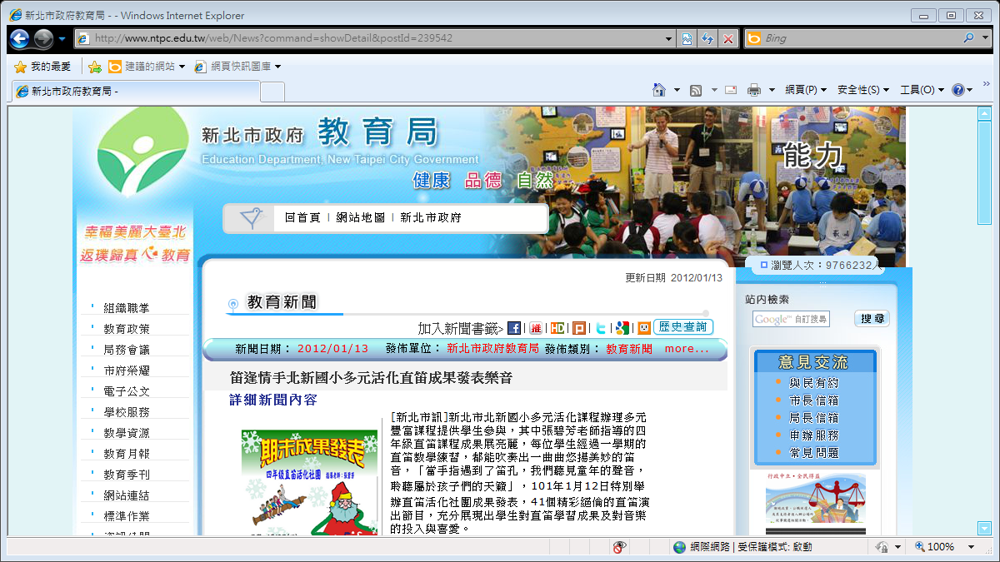 新北市政府教育局 - - Windows Internet Explorer
http://www.ntpc.edu.tw/web/News?command=showDetail&postId=239542
Bing
我的最愛
建議的網站
網頁快訊圖庫
新北市政府教育局 -
網頁(P)
安全性(S)
工具(O)
新北市政府 教育局
Education Department, New Taipei City Government
健康 品德 自然
能力
回首頁 | 網站地圖 | 新北市政府
幸福美麗大臺北
返璞歸真 教育
瀏覽人次：9766232人
更新日期 2012/01/13
教育新聞
加入新聞書籤>
歷史查詢
新聞日期： 2012/01/13 發佈單位： 新北市政府教育局 發佈類別： 教育新聞 more...
笛逢情手北新國小多元活化直笛成果發表樂音
詳細新聞內容
[新北市訊]新北市北新國小多元活化課程辦理多元
豐富課程提供學生參與，其中張碧芳老師指導的四
年級直笛課程成果展亮麗，每位學生經過一學期的
直笛教學練習，都能吹奏出一曲曲悠揚美妙的笛
音，「當手指遇到了笛孔，我們聽見童年的聲音，
聆聽屬於孩子們的天籟」，101年1月12日特別舉
辦直笛活化社團成果發表，41個精彩絕倫的直笛演
出節目，充分展現出學生對直笛學習成果及對音樂
的投入與喜愛。
期末成果發表
四年級直笛活化社團
組織職掌
教育政策
局務會議
市府榮耀
電子公文
學校服務
教學資源
教育月報
教育季刊
網站連結
標準作業
站內檢索
Google™ 自訂搜尋
搜尋
意見交流
與民有約
市長信箱
局長信箱
申辦服務
常見問題
行政中立，全民得益
網際網路 | 受保護模式: 啟動
100%